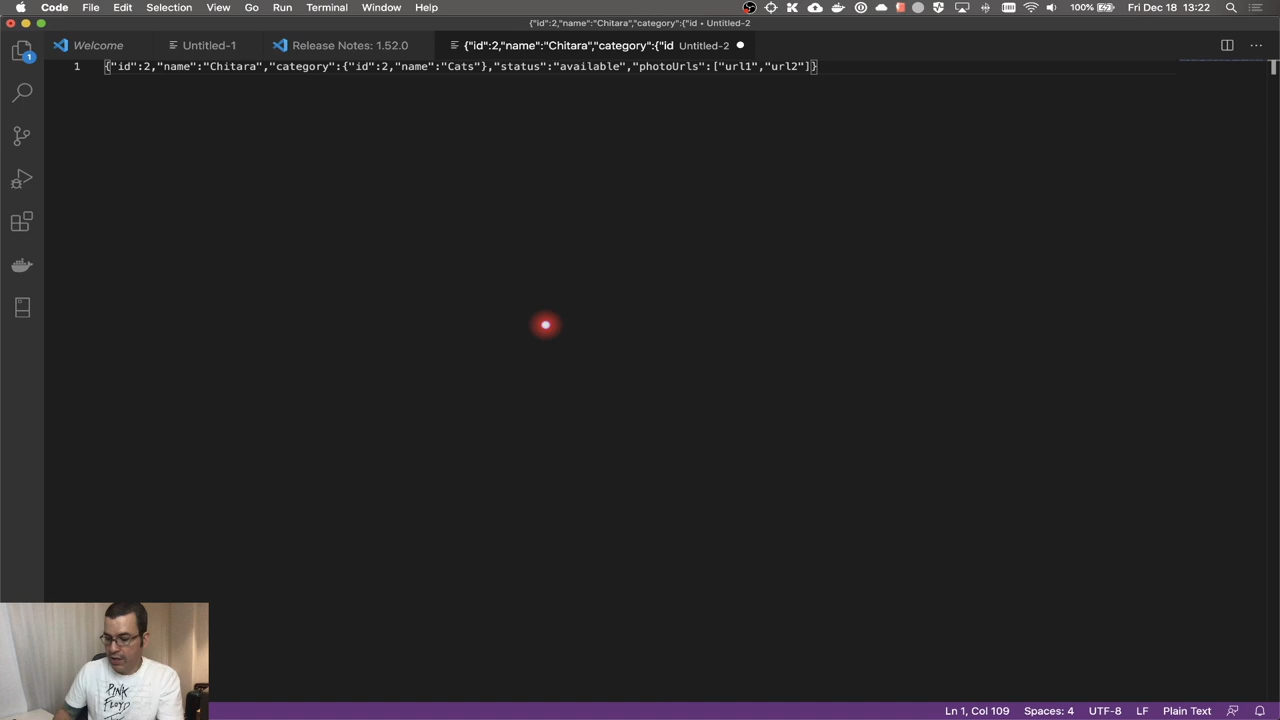 Code File Edit Selection View Go Run Terminal Window Help 100% Fri Dec 18 13:22
{"id":2,"name":"Chitara","category":{"id • Untitled-2
1 Welcome Untitled-1 Release Notes: 1.52.0 {"id":2,"name":"Chitara","category":{"id Untitled-2
1 {"id":2,"name":"Chitara","category":{"id":2,"name":"Cats"},"status":"available","photoUrls":["url1","url2"]}
PINK
FLOYD
Ln 1, Col 109 Spaces: 4 UTF-8 LF Plain Text